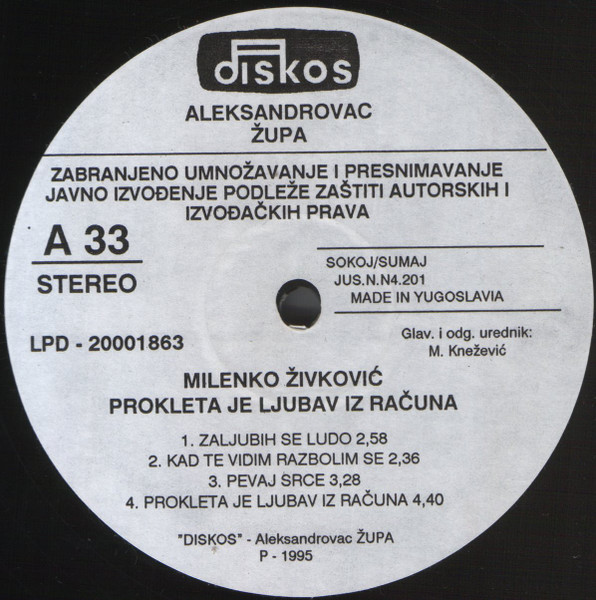 diskos
ALEKSANDROVAC
ŽUPA
ZABRANJENO UMNOŽAVANJE I PRESNIMAVANJE
JAVNO IZVOĐENJE PODLEŽE ZAŠTITI AUTORSKIH I
IZVOĐAČKIH PRAVA
A 33
STEREO
SOKOJ/SUMAJ
JUS.N.N4.201
MADE IN YUGOSLAVIA
LPD - 20001863
Glav. i odg. urednik:
M. Knežević
MILENKO ŽIVKOVIĆ
PROKLETA JE LJUBAV IZ RAČUNA
1. ZALJUBIH SE LUDO 2,58
2. KAD TE VIDIM RAZBOLIM SE 2,36
3. PEVAJ SRCE 3,28
4. PROKLETA JE LJUBAV IZ RAČUNA 4,40
"DISKOS" - Aleksandrovac ŽUPA
P - 1995